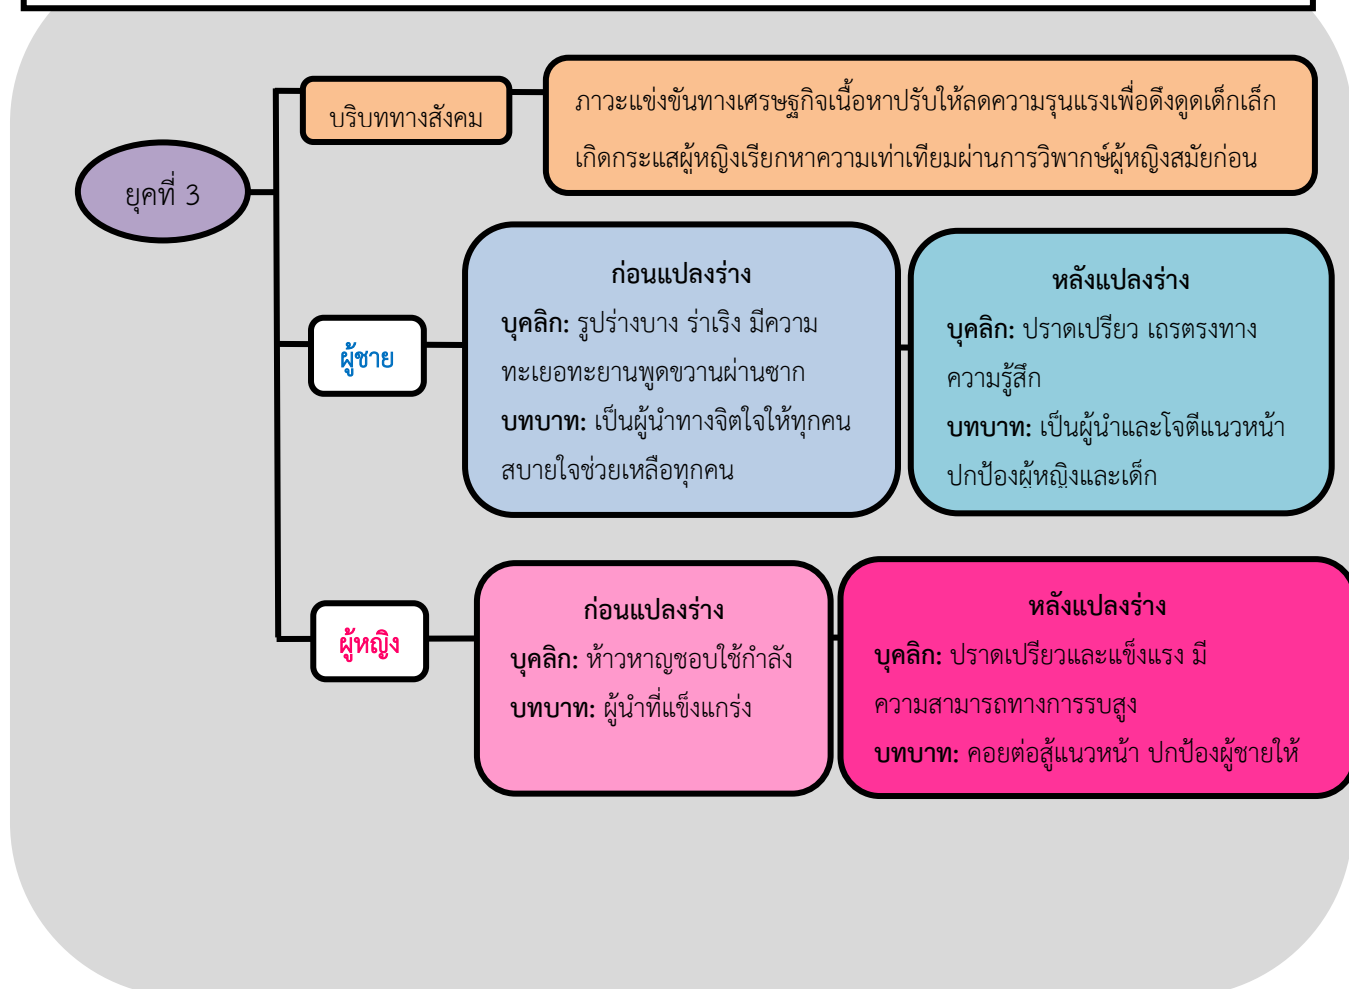 ยุคที่ 3
บริบททางสังคม
ภาวะแข่งขันทางเศรษฐกิจเนื้อหาปรับให้ลดความรุนแรงเพื่อดึงดูดเด็กเล็ก
เกิดกระแสผู้หญิงเรียกหาความเท่าเทียมผ่านการวิพากษ์ผู้หญิงสมัยก่อน
ผู้ชาย
ก่อนแปลงร่าง
บุคลิก: รูปร่างบาง ร่าเริง มีความ
ทะเยอทะยานพูดขวานผ่านซาก
บทบาท: เป็นผู้นำทางจิตใจให้ทุกคน
สบายใจช่วยเหลือทุกคน
หลังแปลงร่าง
บุคลิก: ปราดเปรียว เถรตรงทาง
ความรู้สึก
บทบาท: เป็นผู้นำและโจตีแนวหน้า
ปกป้องผู้หญิงและเด็ก
ผู้หญิง
ก่อนแปลงร่าง
บุคลิก: ห้าวหาญชอบใช้กำลัง
บทบาท: ผู้นำที่แข็งแกร่ง
หลังแปลงร่าง
บุคลิก: ปราดเปรียวและแข็งแรง มี
ความสามารถทางการรบสูง
บทบาท: คอยต่อสู้แนวหน้า ปกป้องผู้ชายให้